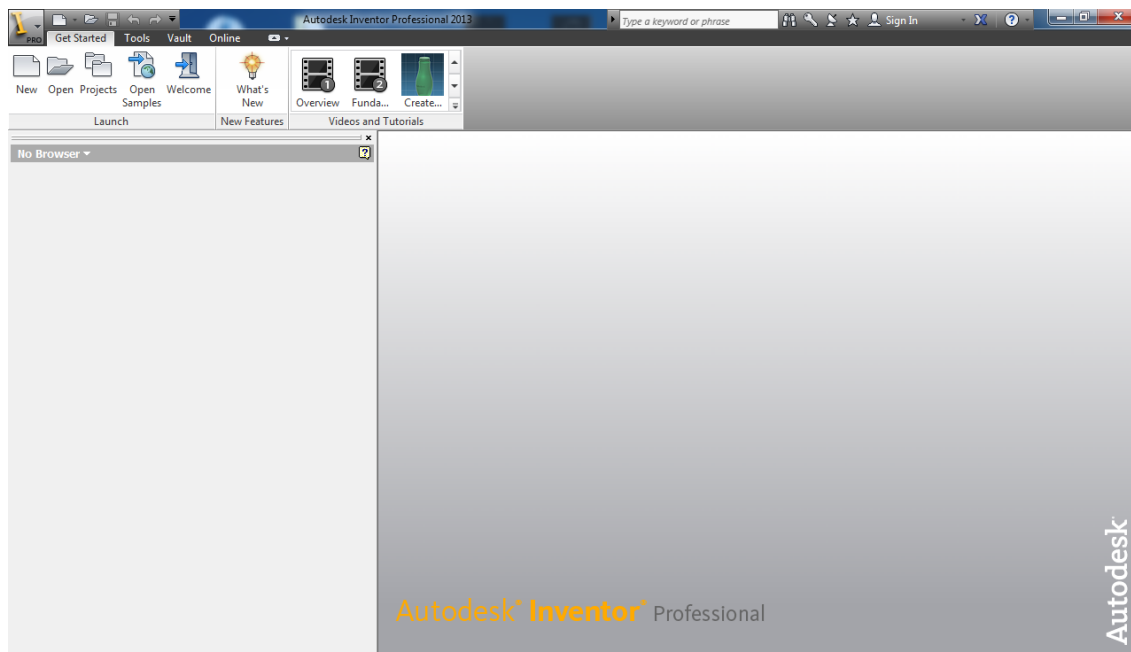 Autodesk Inventor Professional 2013
Type a keyword or phrase
Sign In
PRO
Get Started Tools Vault Online
New Open Projects Open Samples Welcome What's New Overview Funda... Create...
1 2
Launch New Features Videos and Tutorials
No Browser
Autodesk® Inventor® Professional
Autodesk